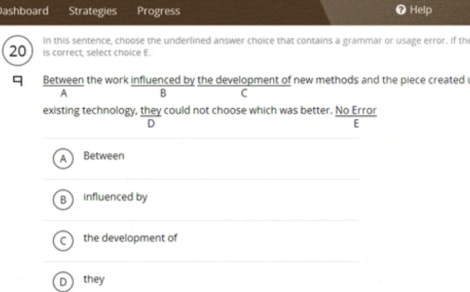 Dashboard Strategies Progress Help
20 In this sentence, choose the underlined answer choice that contains a grammar or usage error. If the
is correct, select choice E.
Between the work influenced by the development of new methods and the piece created
A B C
existing technology, they could not choose which was better. No Error
D E
A Between
B influenced by
C the development of
D they